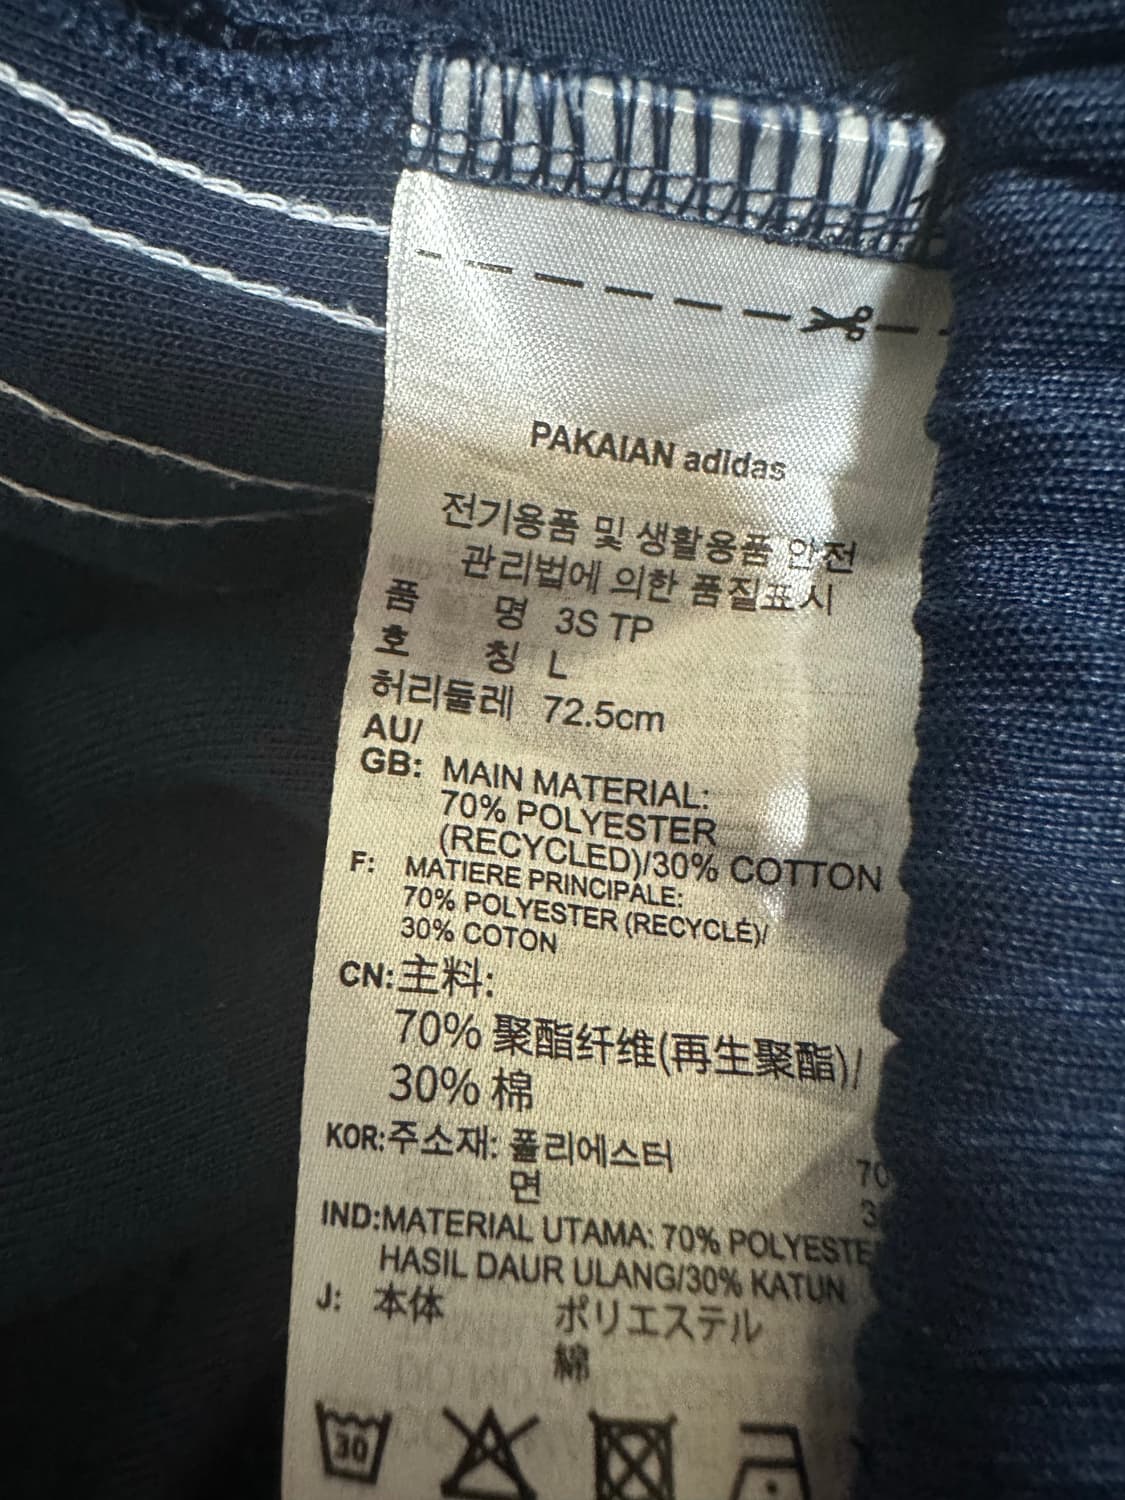 PAKAIAN adidas
전기용품 및 생활용품 안전
관리법에 의한 품질표시
품 명 3S TP
호 칭 L
허리둘레 72.5cm
AU/
GB: MAIN MATERIAL:
70% POLYESTER
(RECYCLED)/30% COTTON
F: MATIERE PRINCIPALE:
70% POLYESTER (RECYCLÉ)/
30% COTON
CN:主料:
70% 聚酯纤维(再生聚酯)/
30% 棉
KOR:주소재: 폴리에스터 70
면 3
IND:MATERIAL UTAMA: 70% POLYESTE
HASIL DAUR ULANG/30% KATUN
J: 本体 ポリエステル
綿
30